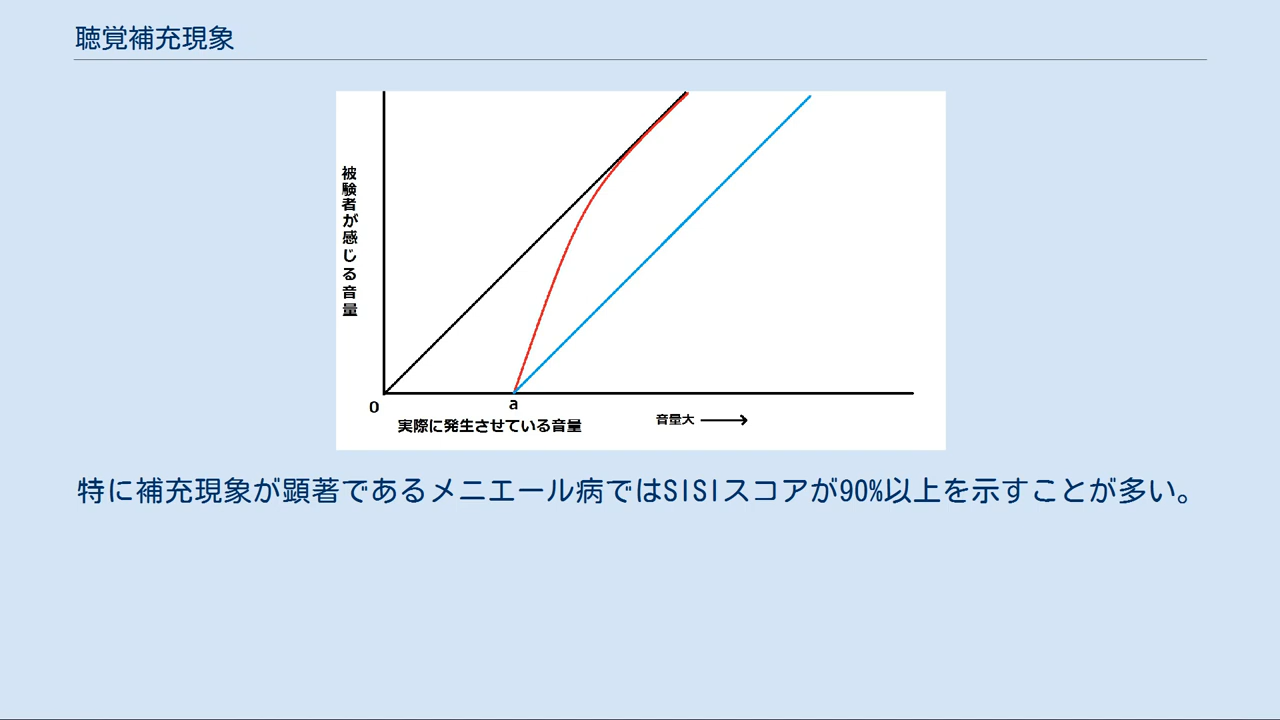 聴覚補充現象
被験者が感じる音量
0
a
実際に発生させている音量
音量大
特に補充現象が顕著であるメニエール病ではSISIスコアが90%以上を示すことが多い。